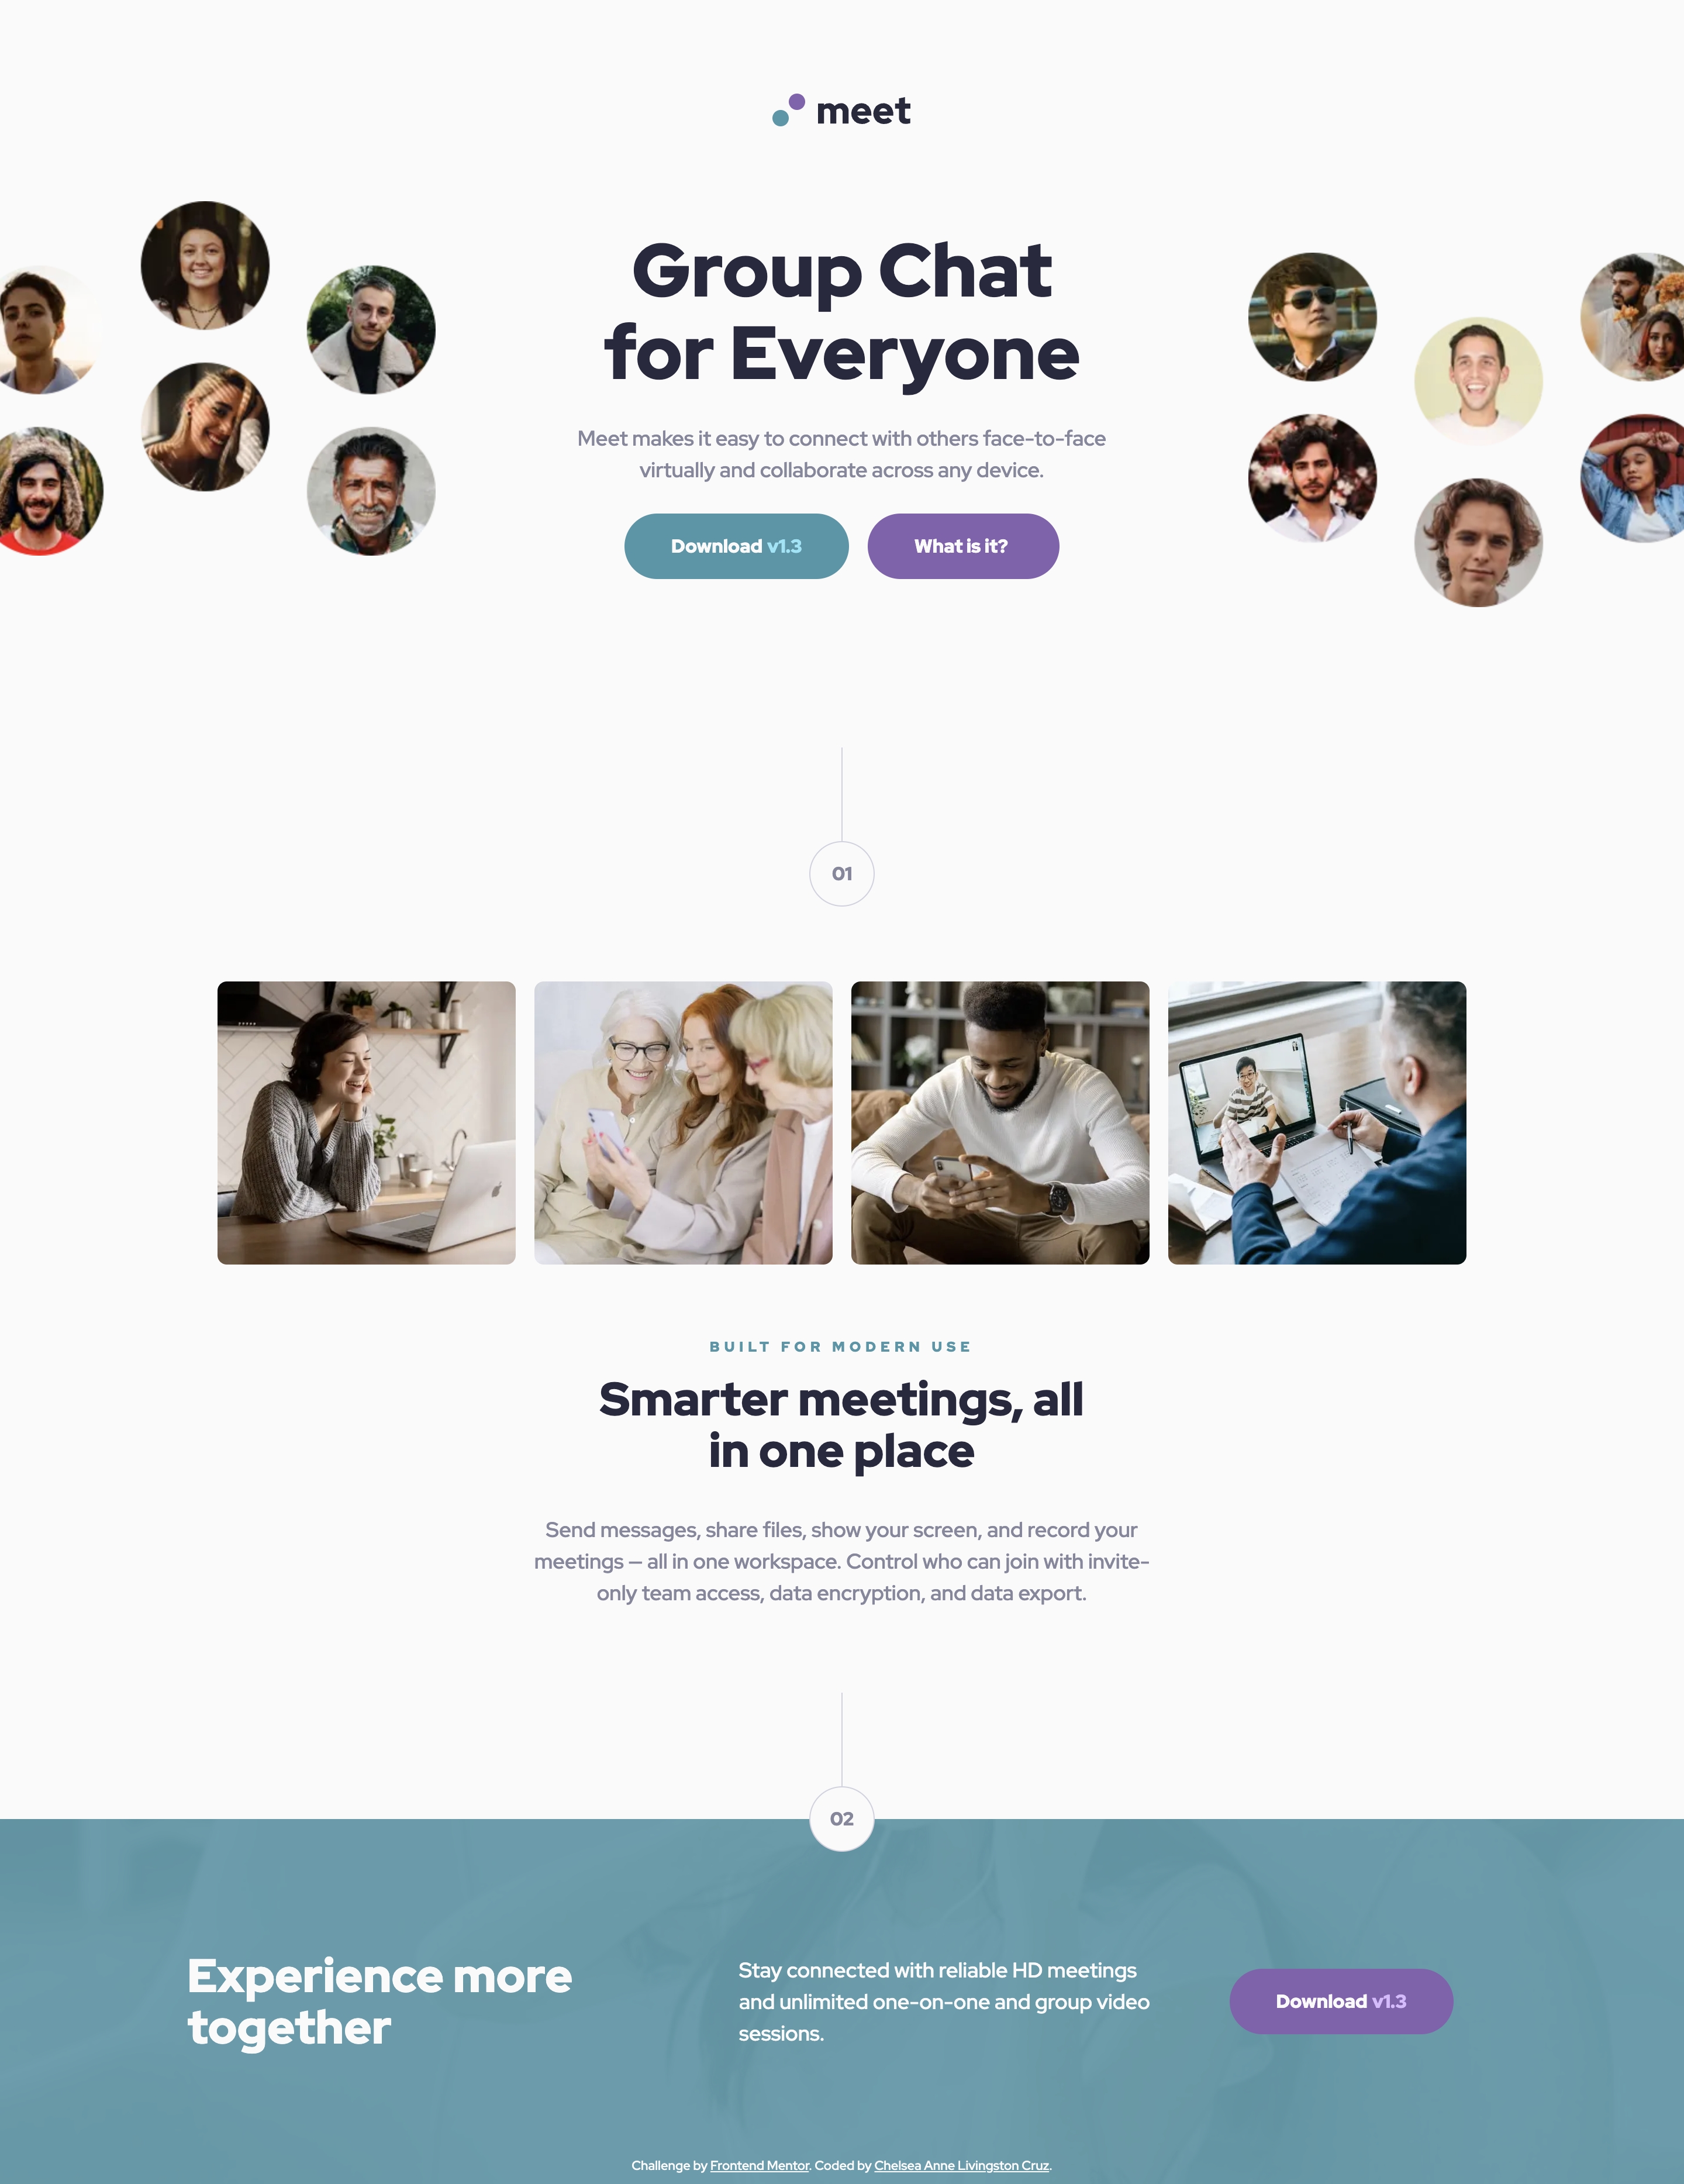 meet
Group Chat
for Everyone
Meet makes it easy to connect with others face-to-face
virtually and collaborate across any device.
Download v1.3
What is it?
01
BUILT FOR MODERN USE
Smarter meetings, all
in one place
Send messages, share files, show your screen, and record your
meetings — all in one workspace. Control who can join with invite-
only team access, data encryption, and data export.
02
Experience more
together
Stay connected with reliable HD meetings
and unlimited one-on-one and group video
sessions.
Download v1.3
Challenge by Frontend Mentor. Coded by Chelsea Anne Livingston Cruz.